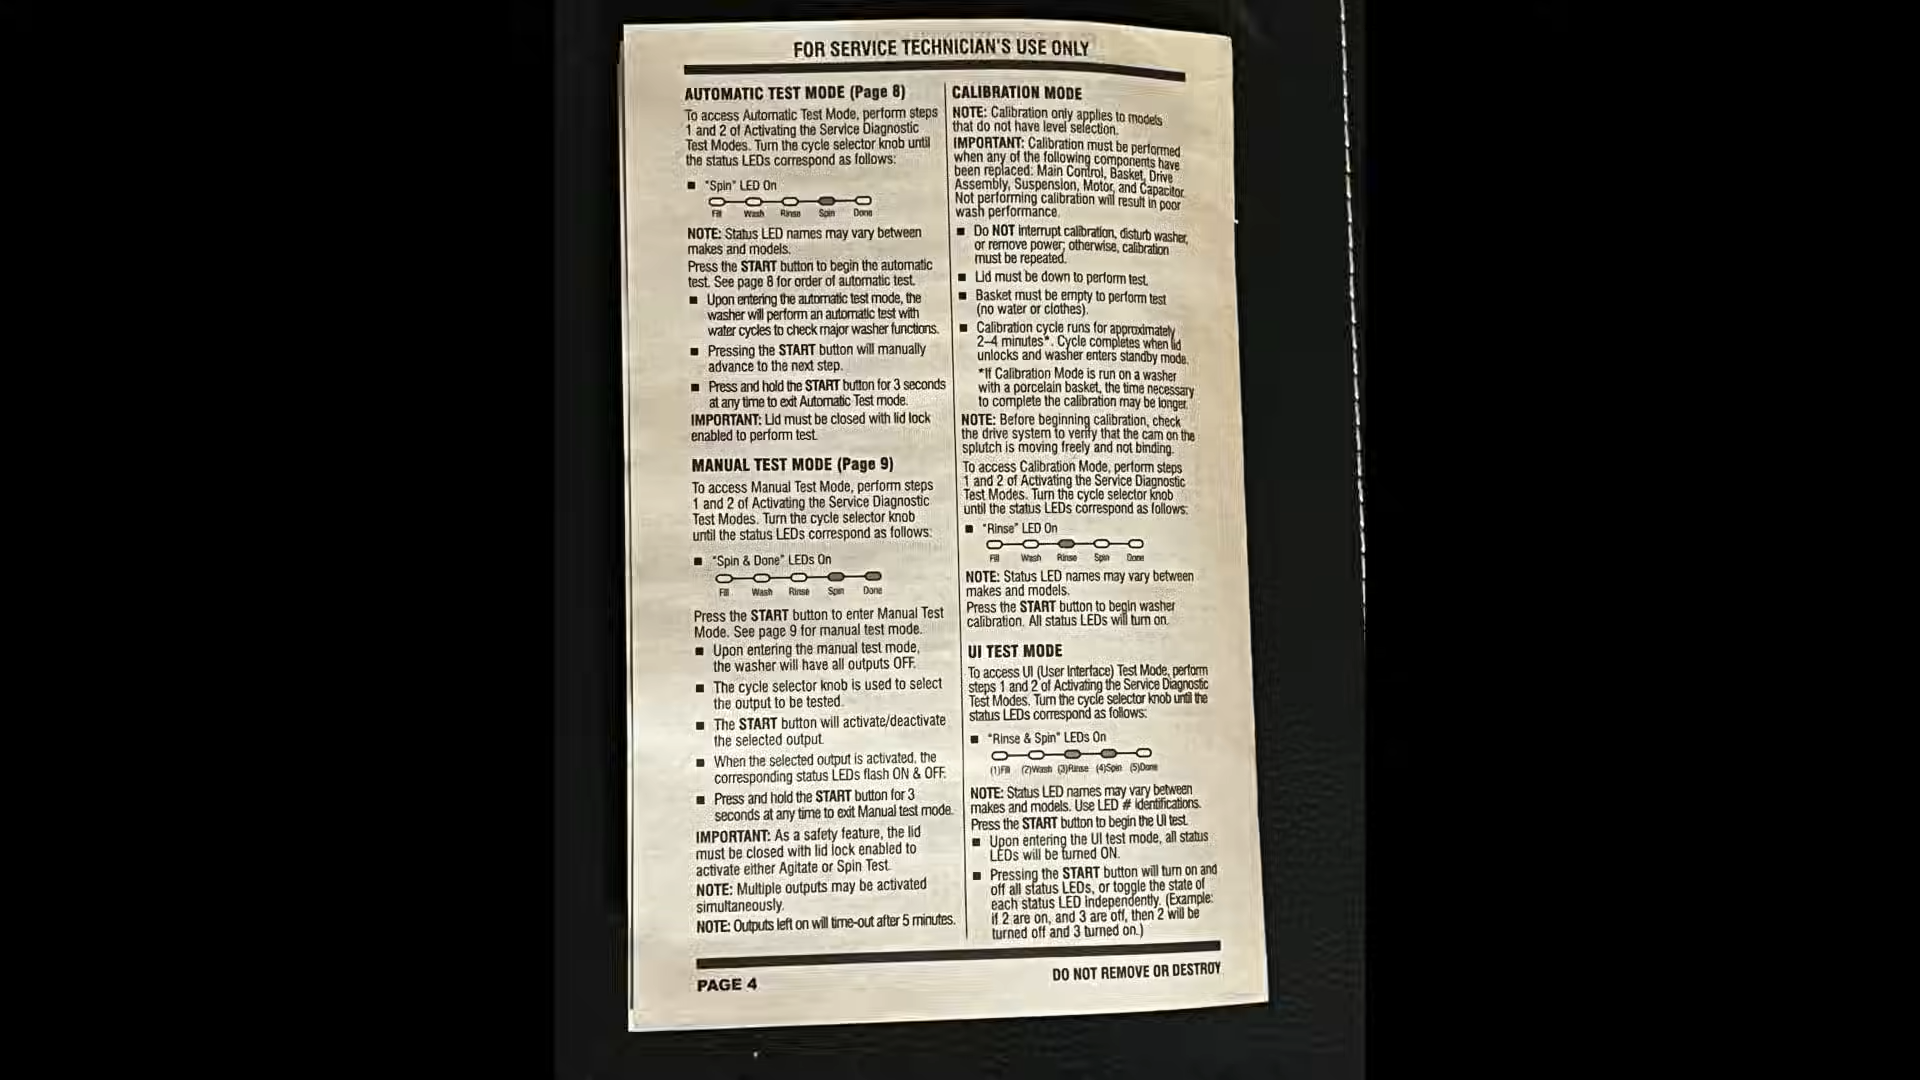 FOR SERVICE TECHNICIAN'S USE ONLY
AUTOMATIC TEST MODE (Page 8)
To access Automatic Test Mode, perform steps
1 and 2 of Activating the Service Diagnostic
Test Modes. Turn the cycle selector knob until
the status LEDs correspond as follows:
■ "Spin" LED On
Fill Wash Rinse Spin Done
NOTE: Status LED names may vary between
makes and models.
Press the START button to begin the automatic
test. See page 8 for order of automatic test.
■ Upon entering the automatic test mode, the
washer will perform an automatic test with
water cycles to check major washer functions.
■ Pressing the START button will manually
advance to the next step.
■ Press and hold the START button for 3 seconds
at any time to exit Automatic Test mode.
IMPORTANT: Lid must be closed with lid lock
enabled to perform test.
MANUAL TEST MODE (Page 9)
To access Manual Test Mode, perform steps
1 and 2 of Activating the Service Diagnostic
Test Modes. Turn the cycle selector knob
until the status LEDs correspond as follows:
■ "Spin & Done" LEDs On
Fill Wash Rinse Spin Done
Press the START button to enter Manual Test
Mode. See page 9 for manual test mode.
■ Upon entering the manual test mode,
the washer will have all outputs OFF.
■ The cycle selector knob is used to select
the output to be tested.
■ The START button will activate/deactivate
the selected output.
■ When the selected output is activated, the
corresponding status LEDs flash ON & OFF.
■ Press and hold the START button for 3
seconds at any time to exit Manual test mode.
IMPORTANT: As a safety feature, the lid
must be closed with lid lock enabled to
activate either Agitate or Spin Test.
NOTE: Multiple outputs may be activated
simultaneously.
NOTE: Outputs left on will time-out after 5 minutes.
CALIBRATION MODE
NOTE: Calibration only applies to models
that do not have level selection.
IMPORTANT: Calibration must be performed
when any of the following components have
been replaced: Main Control, Basket, Drive
Assembly, Suspension, Motor, and Capacitor.
Not performing calibration will result in poor
wash performance.
■ Do NOT interrupt calibration, disturb washer,
or remove power; otherwise, calibration
must be repeated.
■ Lid must be down to perform test.
■ Basket must be empty to perform test
(no water or clothes).
■ Calibration cycle runs for approximately
2–4 minutes*. Cycle completes when lid
unlocks and washer enters standby mode.
*If Calibration Mode is run on a washer
with a porcelain basket, the time necessary
to complete the calibration may be longer.
NOTE: Before beginning calibration, check
the drive system to verify that the cam on the
splutch is moving freely and not binding.
To access Calibration Mode, perform steps
1 and 2 of Activating the Service Diagnostic
Test Modes. Turn the cycle selector knob
until the status LEDs correspond as follows:
■ "Rinse" LED On
Fill Wash Rinse Spin Done
NOTE: Status LED names may vary between
makes and models.
Press the START button to begin washer
calibration. All status LEDs will turn on.
UI TEST MODE
To access UI (User Interface) Test Mode, perform
steps 1 and 2 of Activating the Service Diagnostic
Test Modes. Turn the cycle selector knob until the
status LEDs correspond as follows:
■ "Rinse & Spin" LEDs On
(1)Fill (2)Wash (3)Rinse (4)Spin (5)Done
NOTE: Status LED names may vary between
makes and models. Use LED # identifications.
Press the START button to begin the UI test.
■ Upon entering the UI test mode, all status
LEDs will be turned ON.
■ Pressing the START button will turn on and
off all status LEDs, or toggle the state of
each status LED independently. (Example:
if 2 are on, and 3 are off, then 2 will be
turned off and 3 turned on.)
PAGE 4
DO NOT REMOVE OR DESTROY